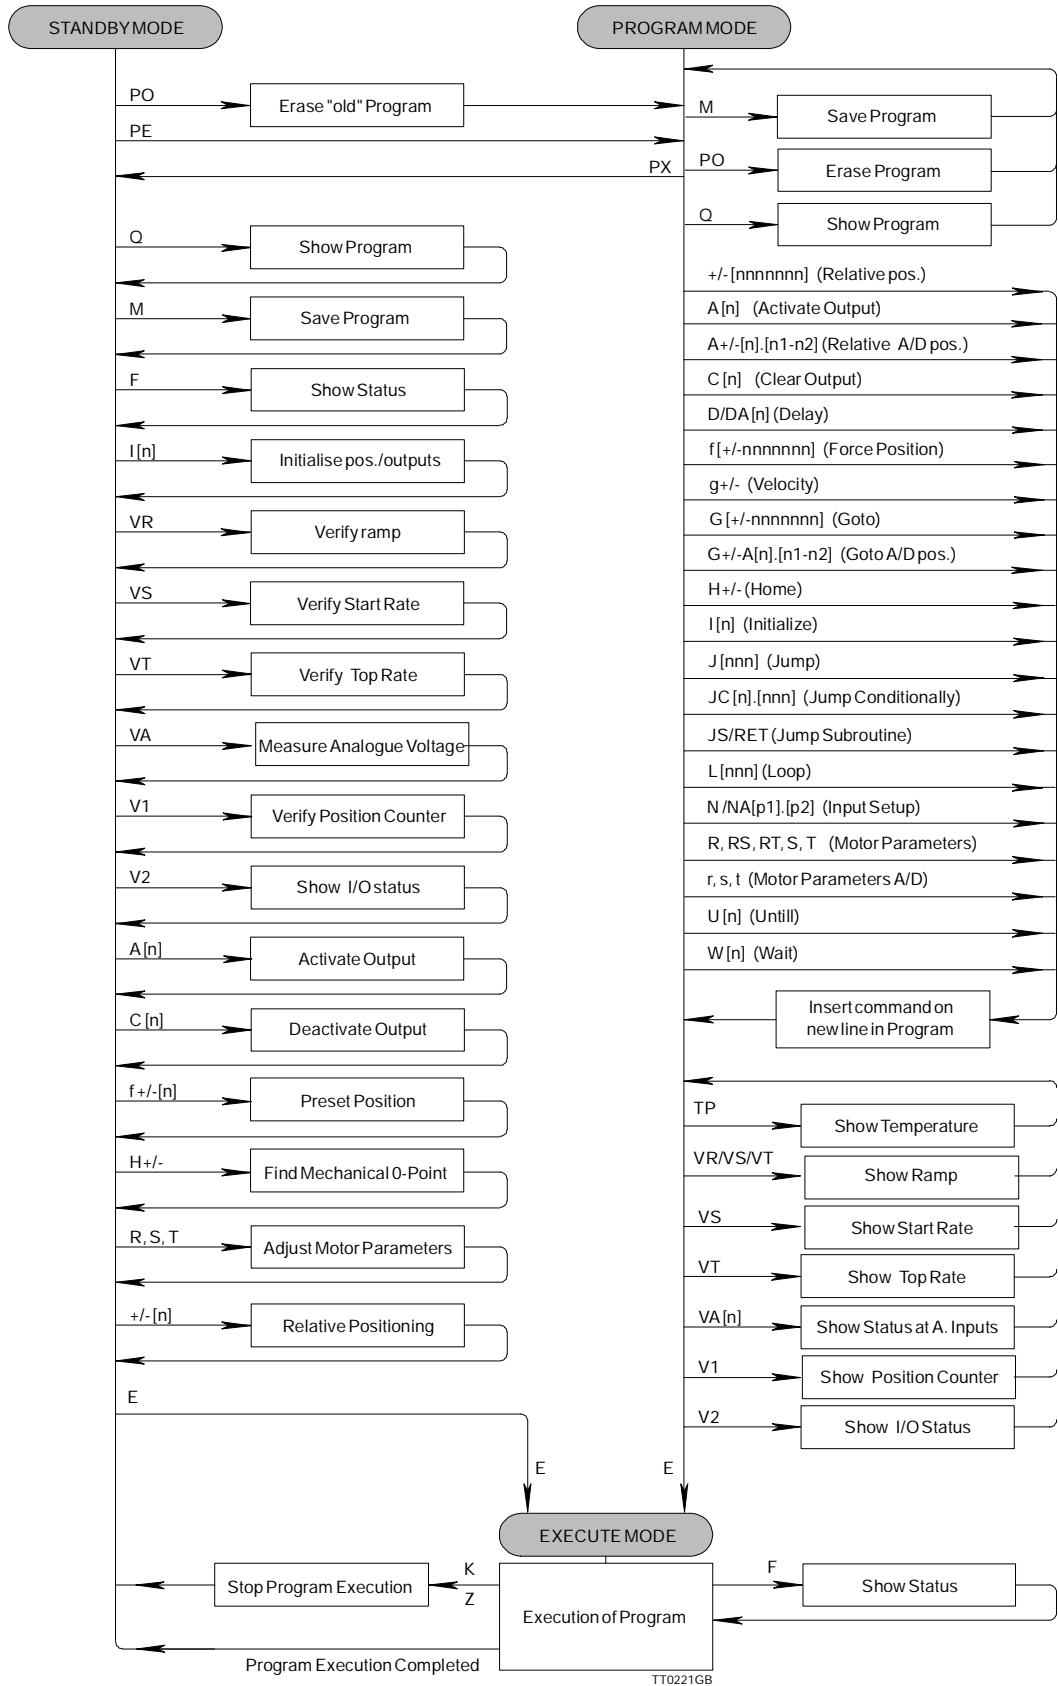 STANDBY MODE
PO
Erase "old" Program
PE
PX
Q
Show Program
M
Save Program
F
Show Status
I [n]
Initialise pos./outputs
VR
Verify ramp
VS
Verify Start Rate
VT
Verify Top Rate
VA
Measure Analogue Voltage
V1
Verify Position Counter
V2
Show I/O status
A [n]
Activate Output
C [n]
Deactivate Output
f +/-[n]
Preset Position
H+/-
Find Mechanical 0-Point
R, S, T
Adjust Motor Parameters
+/- [n]
Relative Positioning
E
E
PROGRAM MODE
M
Save Program
PO
Erase Program
Q
Show Program
+/- [nnnnnnn] (Relative pos.)
A [n] (Activate Output)
A+/-[n].[n1-n2] (Relative A/D pos.)
C [n] (Clear Output)
D/DA [n] (Delay)
f [+/-nnnnnnn] (Force Position)
g+/- (Velocity)
G [+/-nnnnnnn] (Goto)
G+/-A[n].[n1-n2] (Goto A/D pos.)
H+/- (Home)
I [n] (Initialize)
J [nnn] (Jump)
JC [n].[nnn] (Jump Conditionally)
JS/RET (Jump Subroutine)
L [nnn] (Loop)
N /NA[p1].[p2] (Input Setup)
R, RS, RT, S, T (Motor Parameters)
r, s, t (Motor Parameters A/D)
U [n] (Untill)
W [n] (Wait)
Insert command on
new line in Program
TP
Show Temperature
VR/VS/VT
Show Ramp
VS
Show Start Rate
VT
Show Top Rate
VA [n]
Show Status at A. Inputs
V1
Show Position Counter
V2
Show I/O Status
E
EXECUTE MODE
K
Z
Stop Program Execution
Execution of Program
F
Show Status
Program Execution Completed
TT0221GB